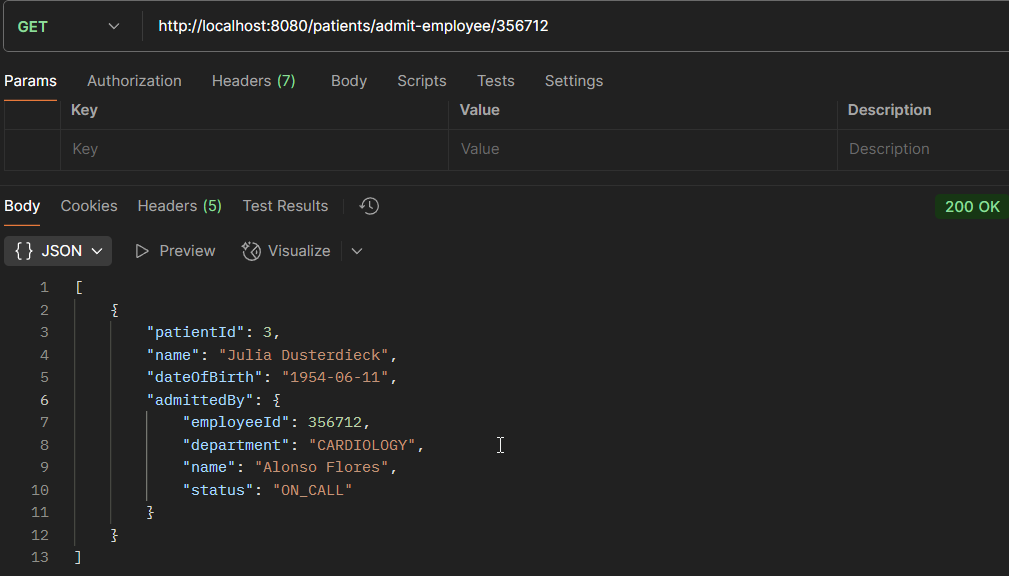 GET http://localhost:8080/patients/admit-employee/356712
Params Authorization Headers (7) Body Scripts Tests Settings
Key Value Description
Key Value Description
Body Cookies Headers (5) Test Results 200 OK
{} JSON Preview Visualize
1 [
2 {
3 "patientId": 3,
4 "name": "Julia Dusterdieck",
5 "dateOfBirth": "1954-06-11",
6 "admittedBy": {
7 "employeeId": 356712,
8 "department": "CARDIOLOGY",
9 "name": "Alonso Flores",
10 "status": "ON_CALL"
11 }
12 }
13 ]